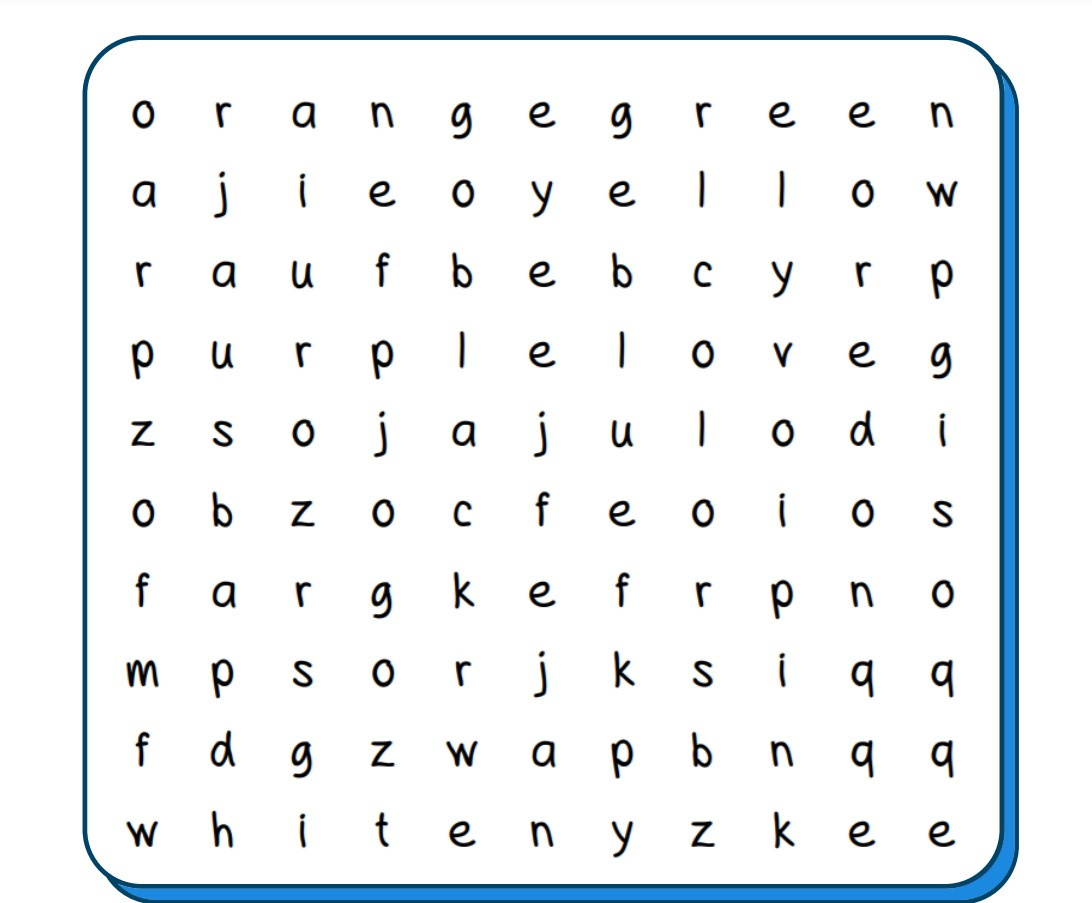 o r a n g e g r e e n
a j i e o y e l l o w
r a u f b e b c y r p
p u r p l e l o v e g
z s o j a j u l o d i
o b z o c f e o i o s
f a r g k e f r p n o
m p s o r j k s i q q
f d g z w a p b n q q
w h i t e n y z k e e